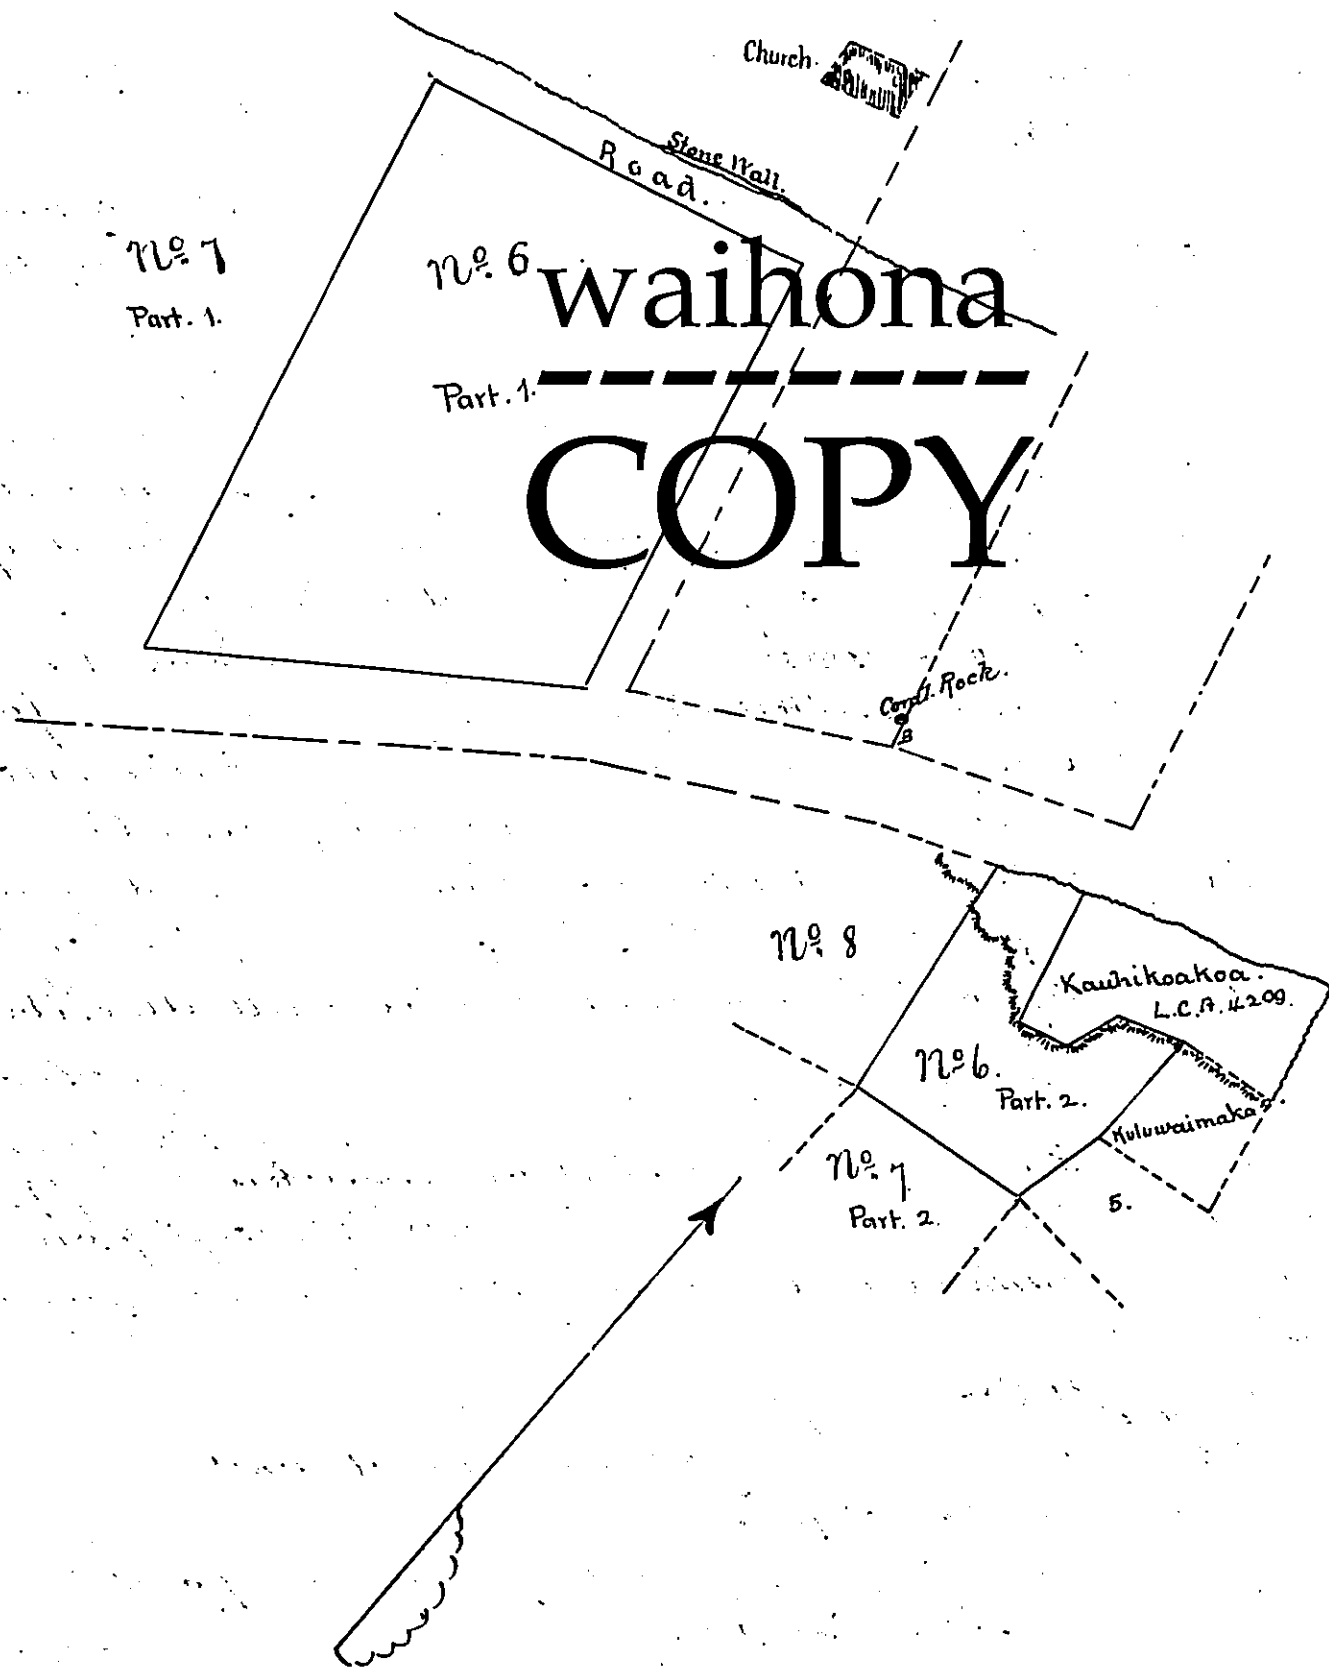 Church.
Stone Wall.
Road.
No. 7
Part. 1.
No. 6
Part. 1.
waihona
COPY
Cond. Rock.
B
No. 8
Kauhikoakoa.
L.C.A. 4209.
No 6.
Part. 2.
Kuluwaimaka
No. 7
Part. 2.
5.